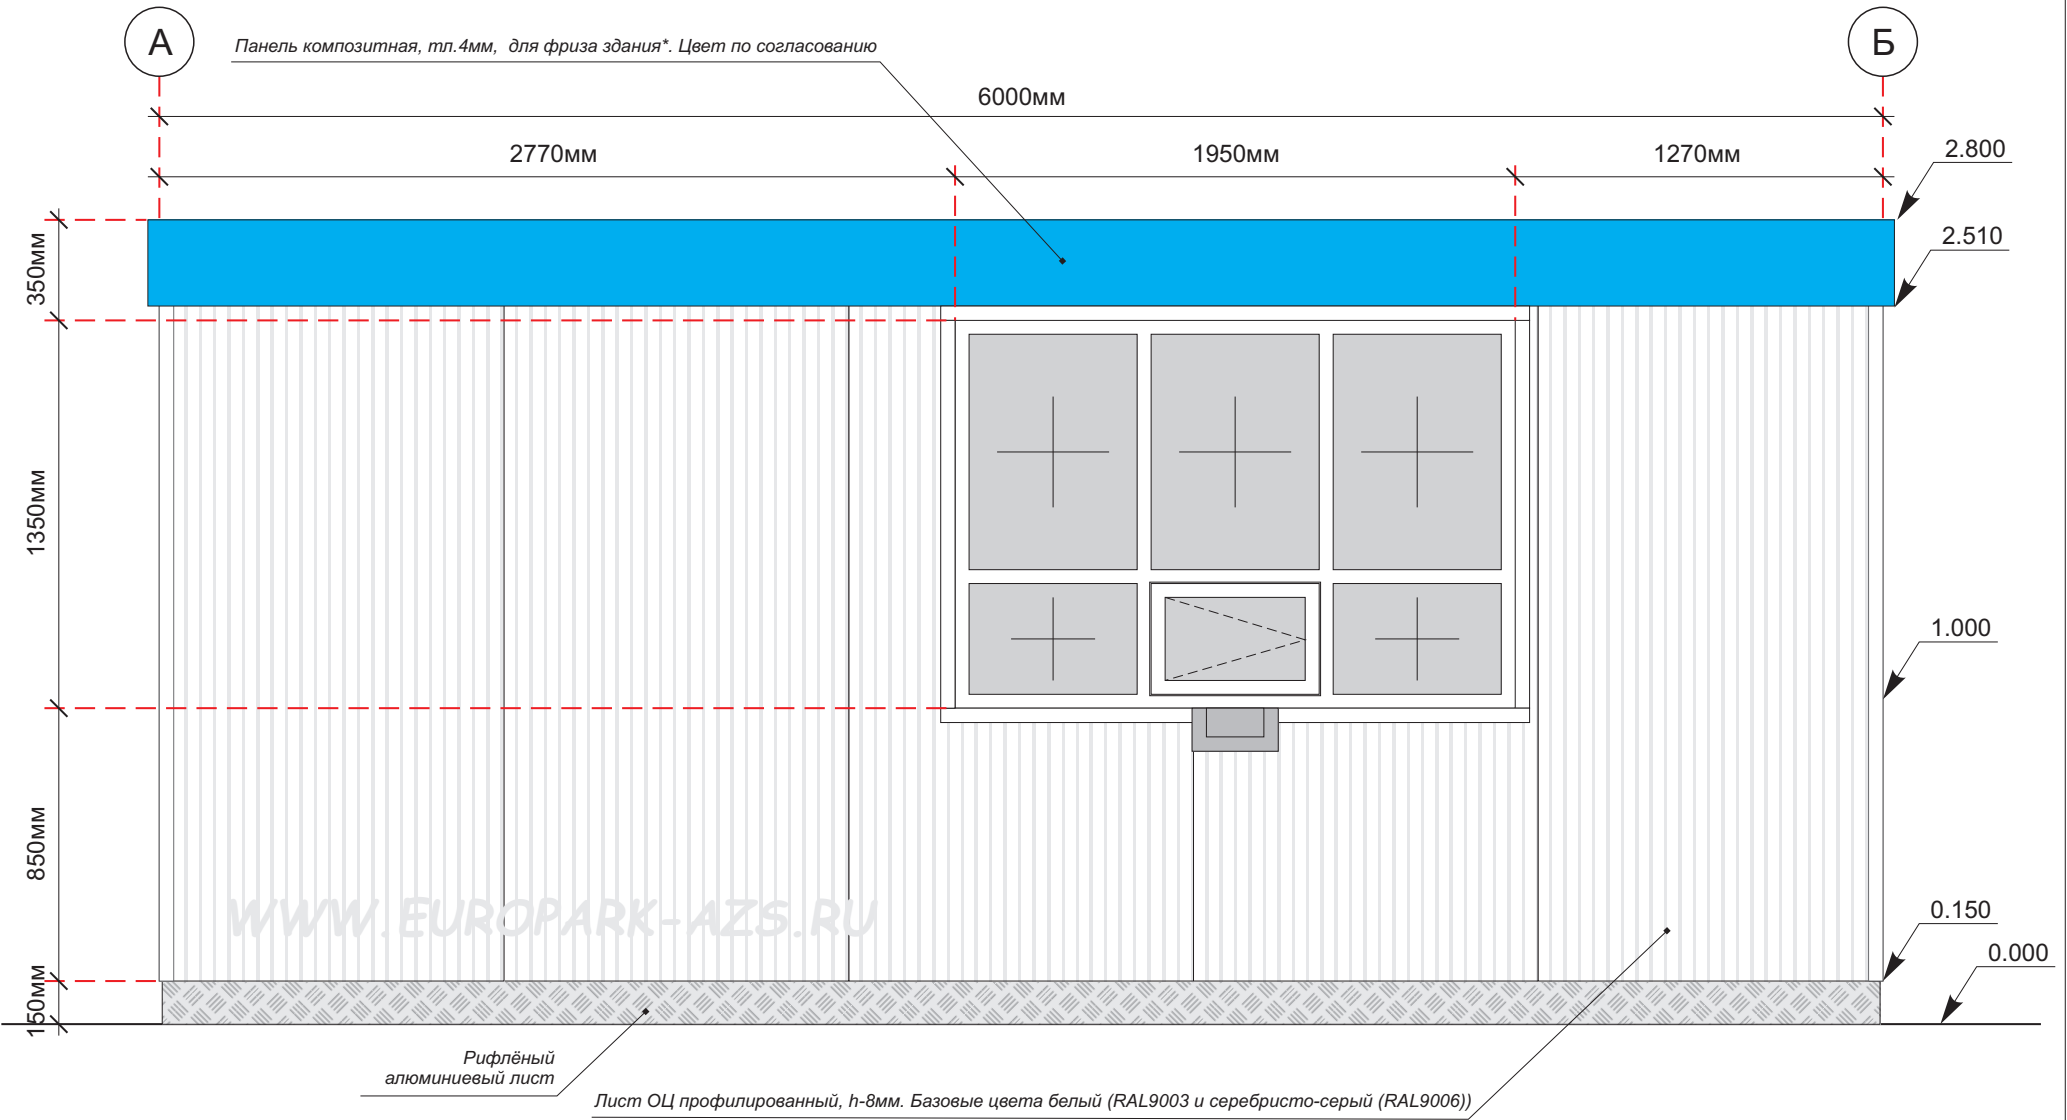 А
Б
Панель композитная, тл.4мм, для фриза здания*. Цвет по согласованию
6000мм
2770мм
1950мм
1270мм
2.800
2.510
350мм
1350мм
1.000
850мм
WWW.EUROPARK-AZS.RU
0.150
0.000
150мм
Рифлёный
алюминиевый лист
Лист ОЦ профилированный, h-8мм. Базовые цвета белый (RAL9003 и серебристо-серый (RAL9006))